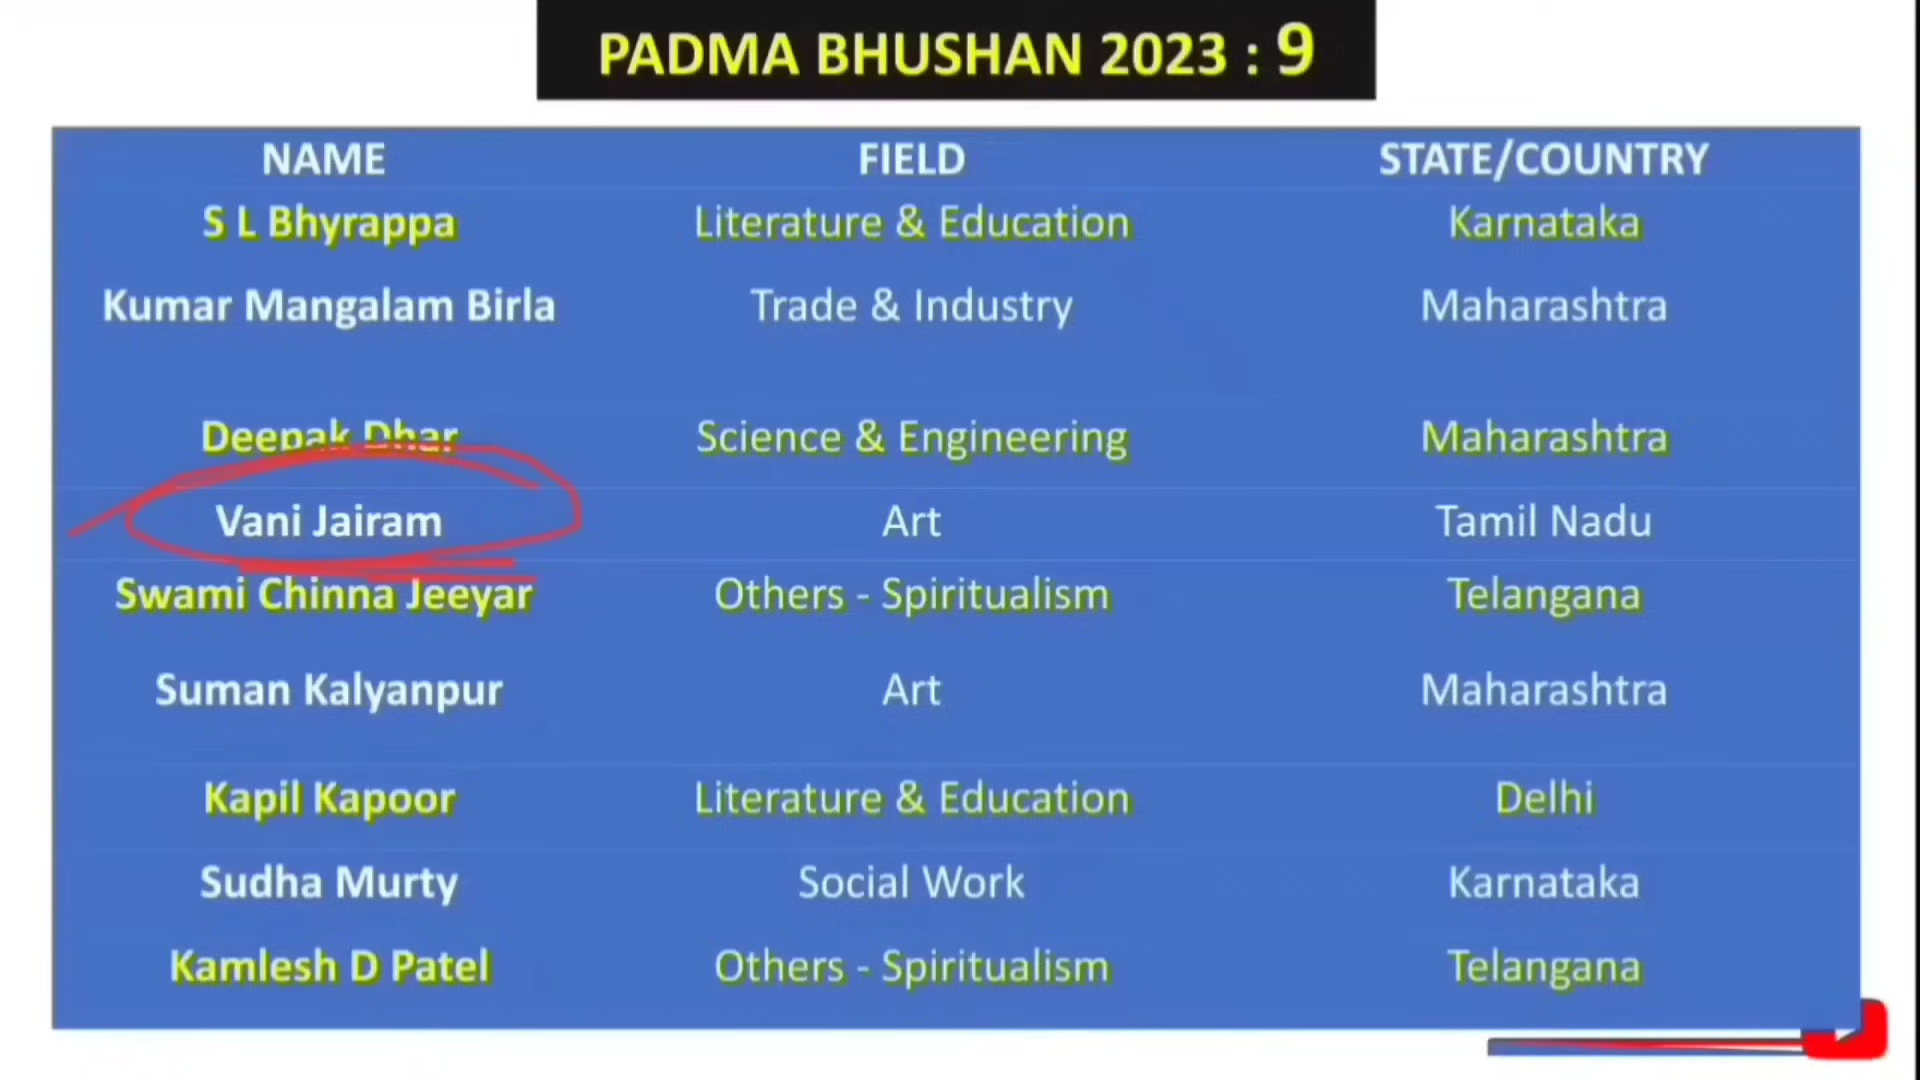 PADMA BHUSHAN 2023 : 9
NAME FIELD STATE/COUNTRY
S L Bhyrappa Literature & Education Karnataka
Kumar Mangalam Birla Trade & Industry Maharashtra
Deepak Dhar Science & Engineering Maharashtra
Vani Jairam Art Tamil Nadu
Swami Chinna Jeeyar Others - Spiritualism Telangana
Suman Kalyanpur Art Maharashtra
Kapil Kapoor Literature & Education Delhi
Sudha Murty Social Work Karnataka
Kamlesh D Patel Others - Spiritualism Telangana